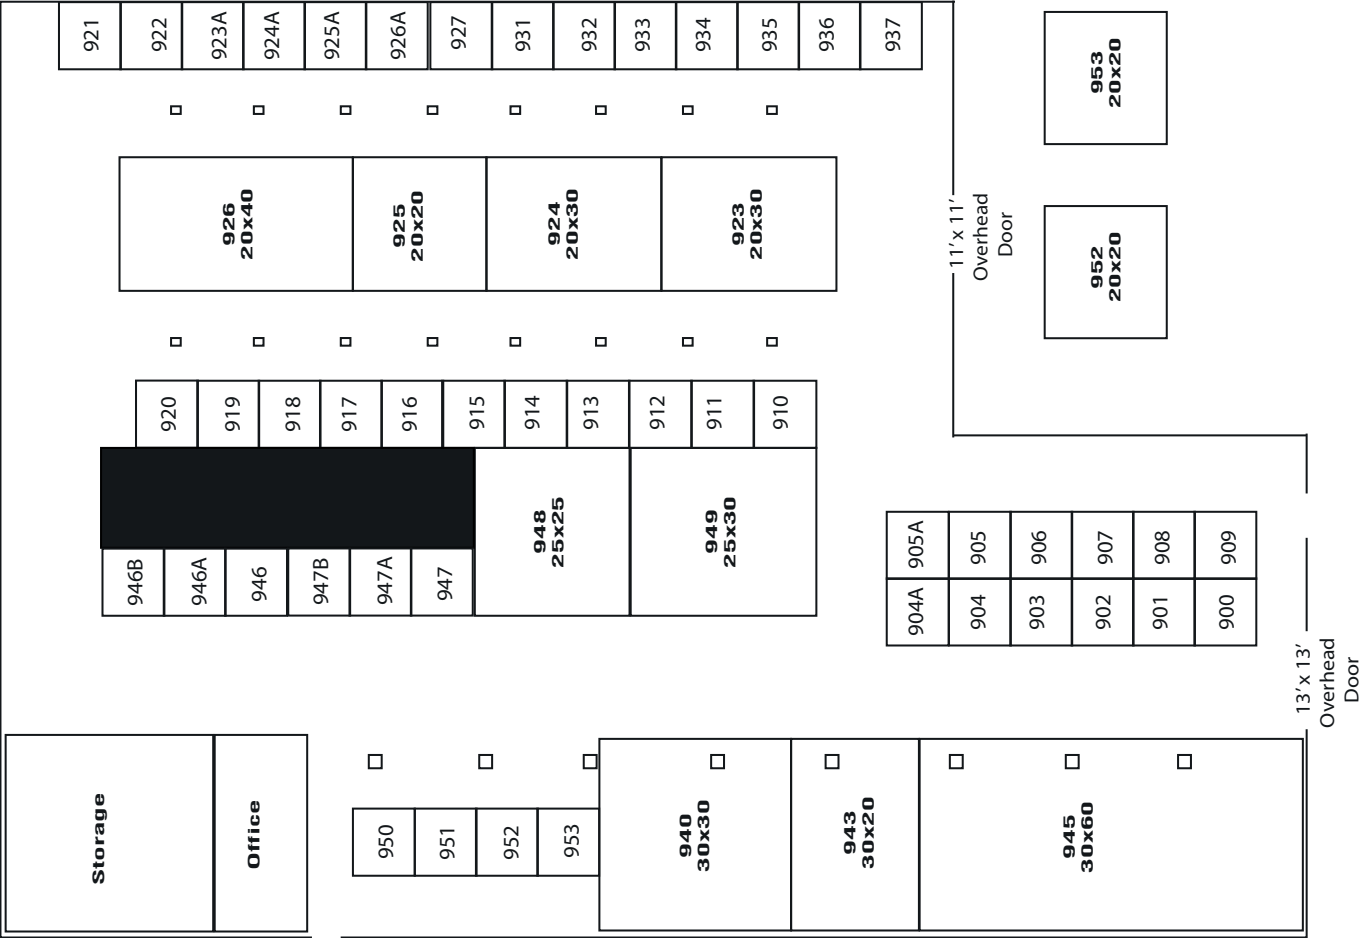 921
922
923A
924A
925A
926A
927
931
932
933
934
935
936
937
953
20x20
926
20x40
925
20x20
924
20x30
923
20x30
11' x 11'
Overhead
Door
952
20x20
920
919
918
917
916
915
914
913
912
911
910
948
25x25
949
25x30
946B
946A
946
947B
947A
947
905A
905
906
907
908
909
904A
904
903
902
901
900
13' x 13'
Overhead
Door
Storage
Office
950
951
952
953
940
30x30
943
30x20
945
30x60